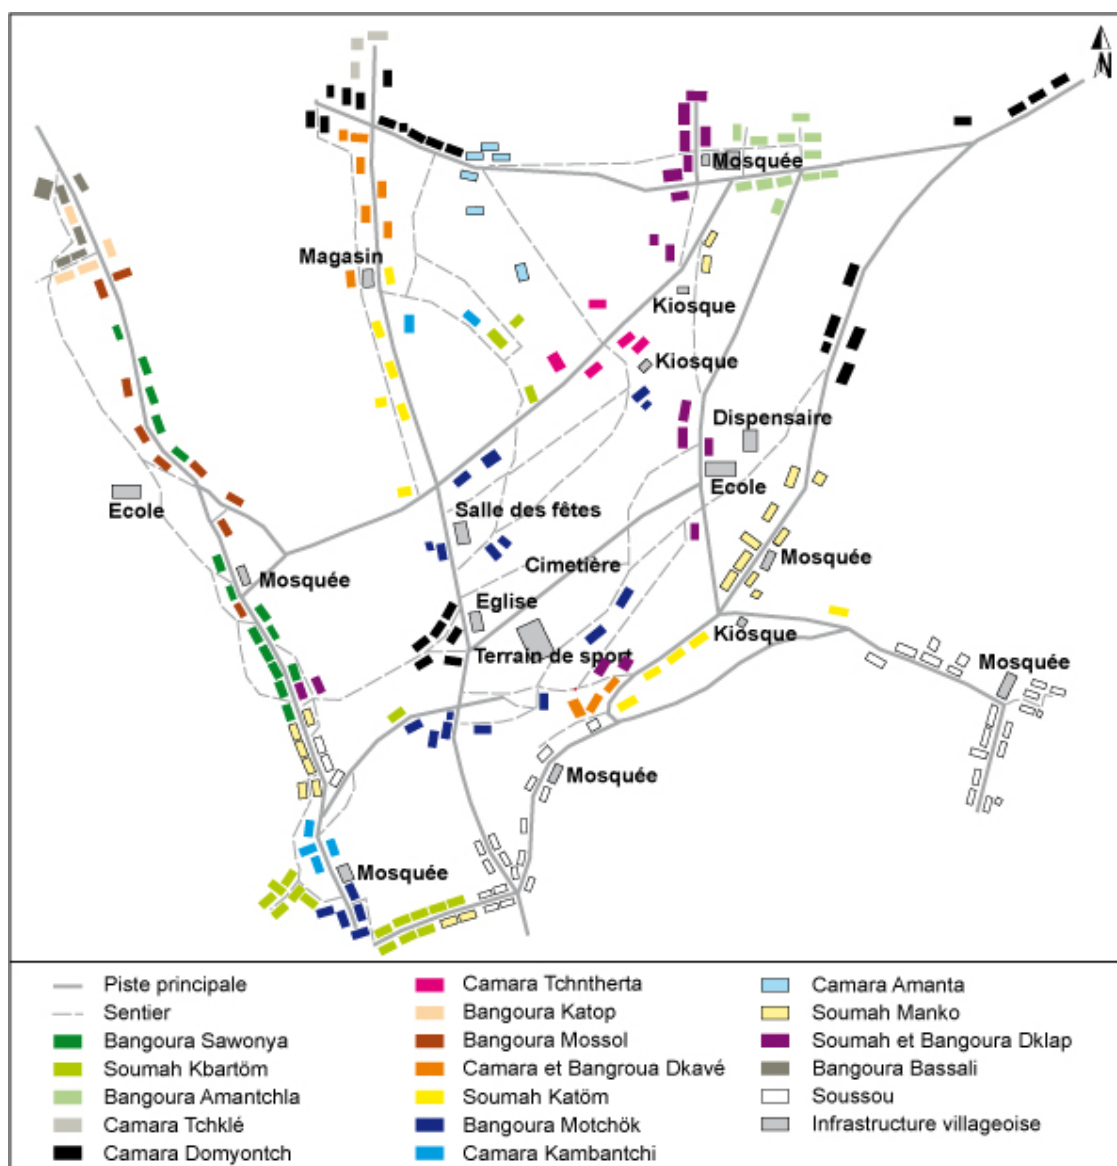 N
Mosquée
Magasin
Kiosque
Kiosque
Dispensaire
Ecole
Ecole
Salle des fêtes
Mosquée
Cimetière
Mosquée
Eglise
Kiosque
Terrain de sport
Mosquée
Mosquée
Mosquée
Piste principale
Sentier
Bangoura Sawonya
Soumah Kbartöm
Bangoura Amantchla
Camara Tchklé
Camara Domyontch
Camara Tchntherta
Bangoura Katop
Bangoura Mossol
Camara et Bangroua Dkavé
Soumah Katöm
Bangoura Motchök
Camara Kambantchi
Camara Amanta
Soumah Manko
Soumah et Bangoura Dklap
Bangoura Bassali
Soussou
Infrastructure villageoise